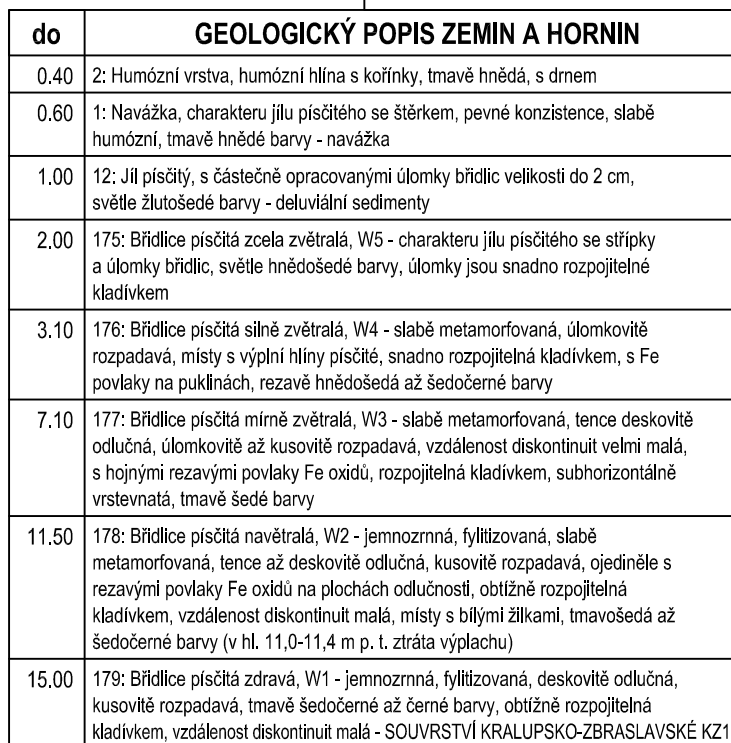 do GEOLOGICKÝ POPIS ZEMIN A HORNIN
0.40 2: Humózní vrstva, humózní hlína s kořínky, tmavě hnědá, s drnem
0.60 1: Navážka, charakteru jílu písčitého se štěrkem, pevné konzistence, slabě
humózní, tmavě hnědé barvy - navážka
1.00 12: Jíl písčitý, s částečně opracovanými úlomky břidlic velikosti do 2 cm,
světle žlutošedé barvy - deluviální sedimenty
2.00 175: Břidlice písčitá zcela zvětralá, W5 - charakteru jílu písčitého se střípky
a úlomky břidlic, světle hnědošedé barvy, úlomky jsou snadno rozpojitelné
kladívkem
3.10 176: Břidlice písčitá silně zvětralá, W4 - slabě metamorfovaná, úlomkovitě
rozpadavá, místy s výplní hlíny písčité, snadno rozpojitelná kladívkem, s Fe
povlaky na puklinách, rezavě hnědošedá až šedočerné barvy
7.10 177: Břidlice písčitá mírně zvětralá, W3 - slabě metamorfovaná, tence deskovitě
odlučná, úlomkovitě až kusovitě rozpadavá, vzdálenost diskontinuit velmi malá,
s hojnými rezavými povlaky Fe oxidů, rozpojitelná kladívkem, subhorizontálně
vrstevnatá, tmavě šedé barvy
11.50 178: Břidlice písčitá navětralá, W2 - jemnozrnná, fylitizovaná, slabě
metamorfovaná, tence až deskovitě odlučná, kusovitě rozpadavá, ojediněle s
rezavými povlaky Fe oxidů na plochách odlučnosti, obtížně rozpojitelná
kladívkem, vzdálenost diskontinuit malá, místy s bílými žilkami, tmavošedá až
šedočerné barvy (v hl. 11,0-11,4 m p. t. ztráta výplachu)
15.00 179: Břidlice písčitá zdravá, W1 - jemnozrnná, fylitizovaná, deskovitě odlučná,
kusovitě rozpadavá, tmavě šedočerné až černé barvy, obtížně rozpojitelná
kladívkem, vzdálenost diskontinuit malá - SOUVRSTVÍ KRALUPSKO-ZBRASLAVSKÉ KZ1